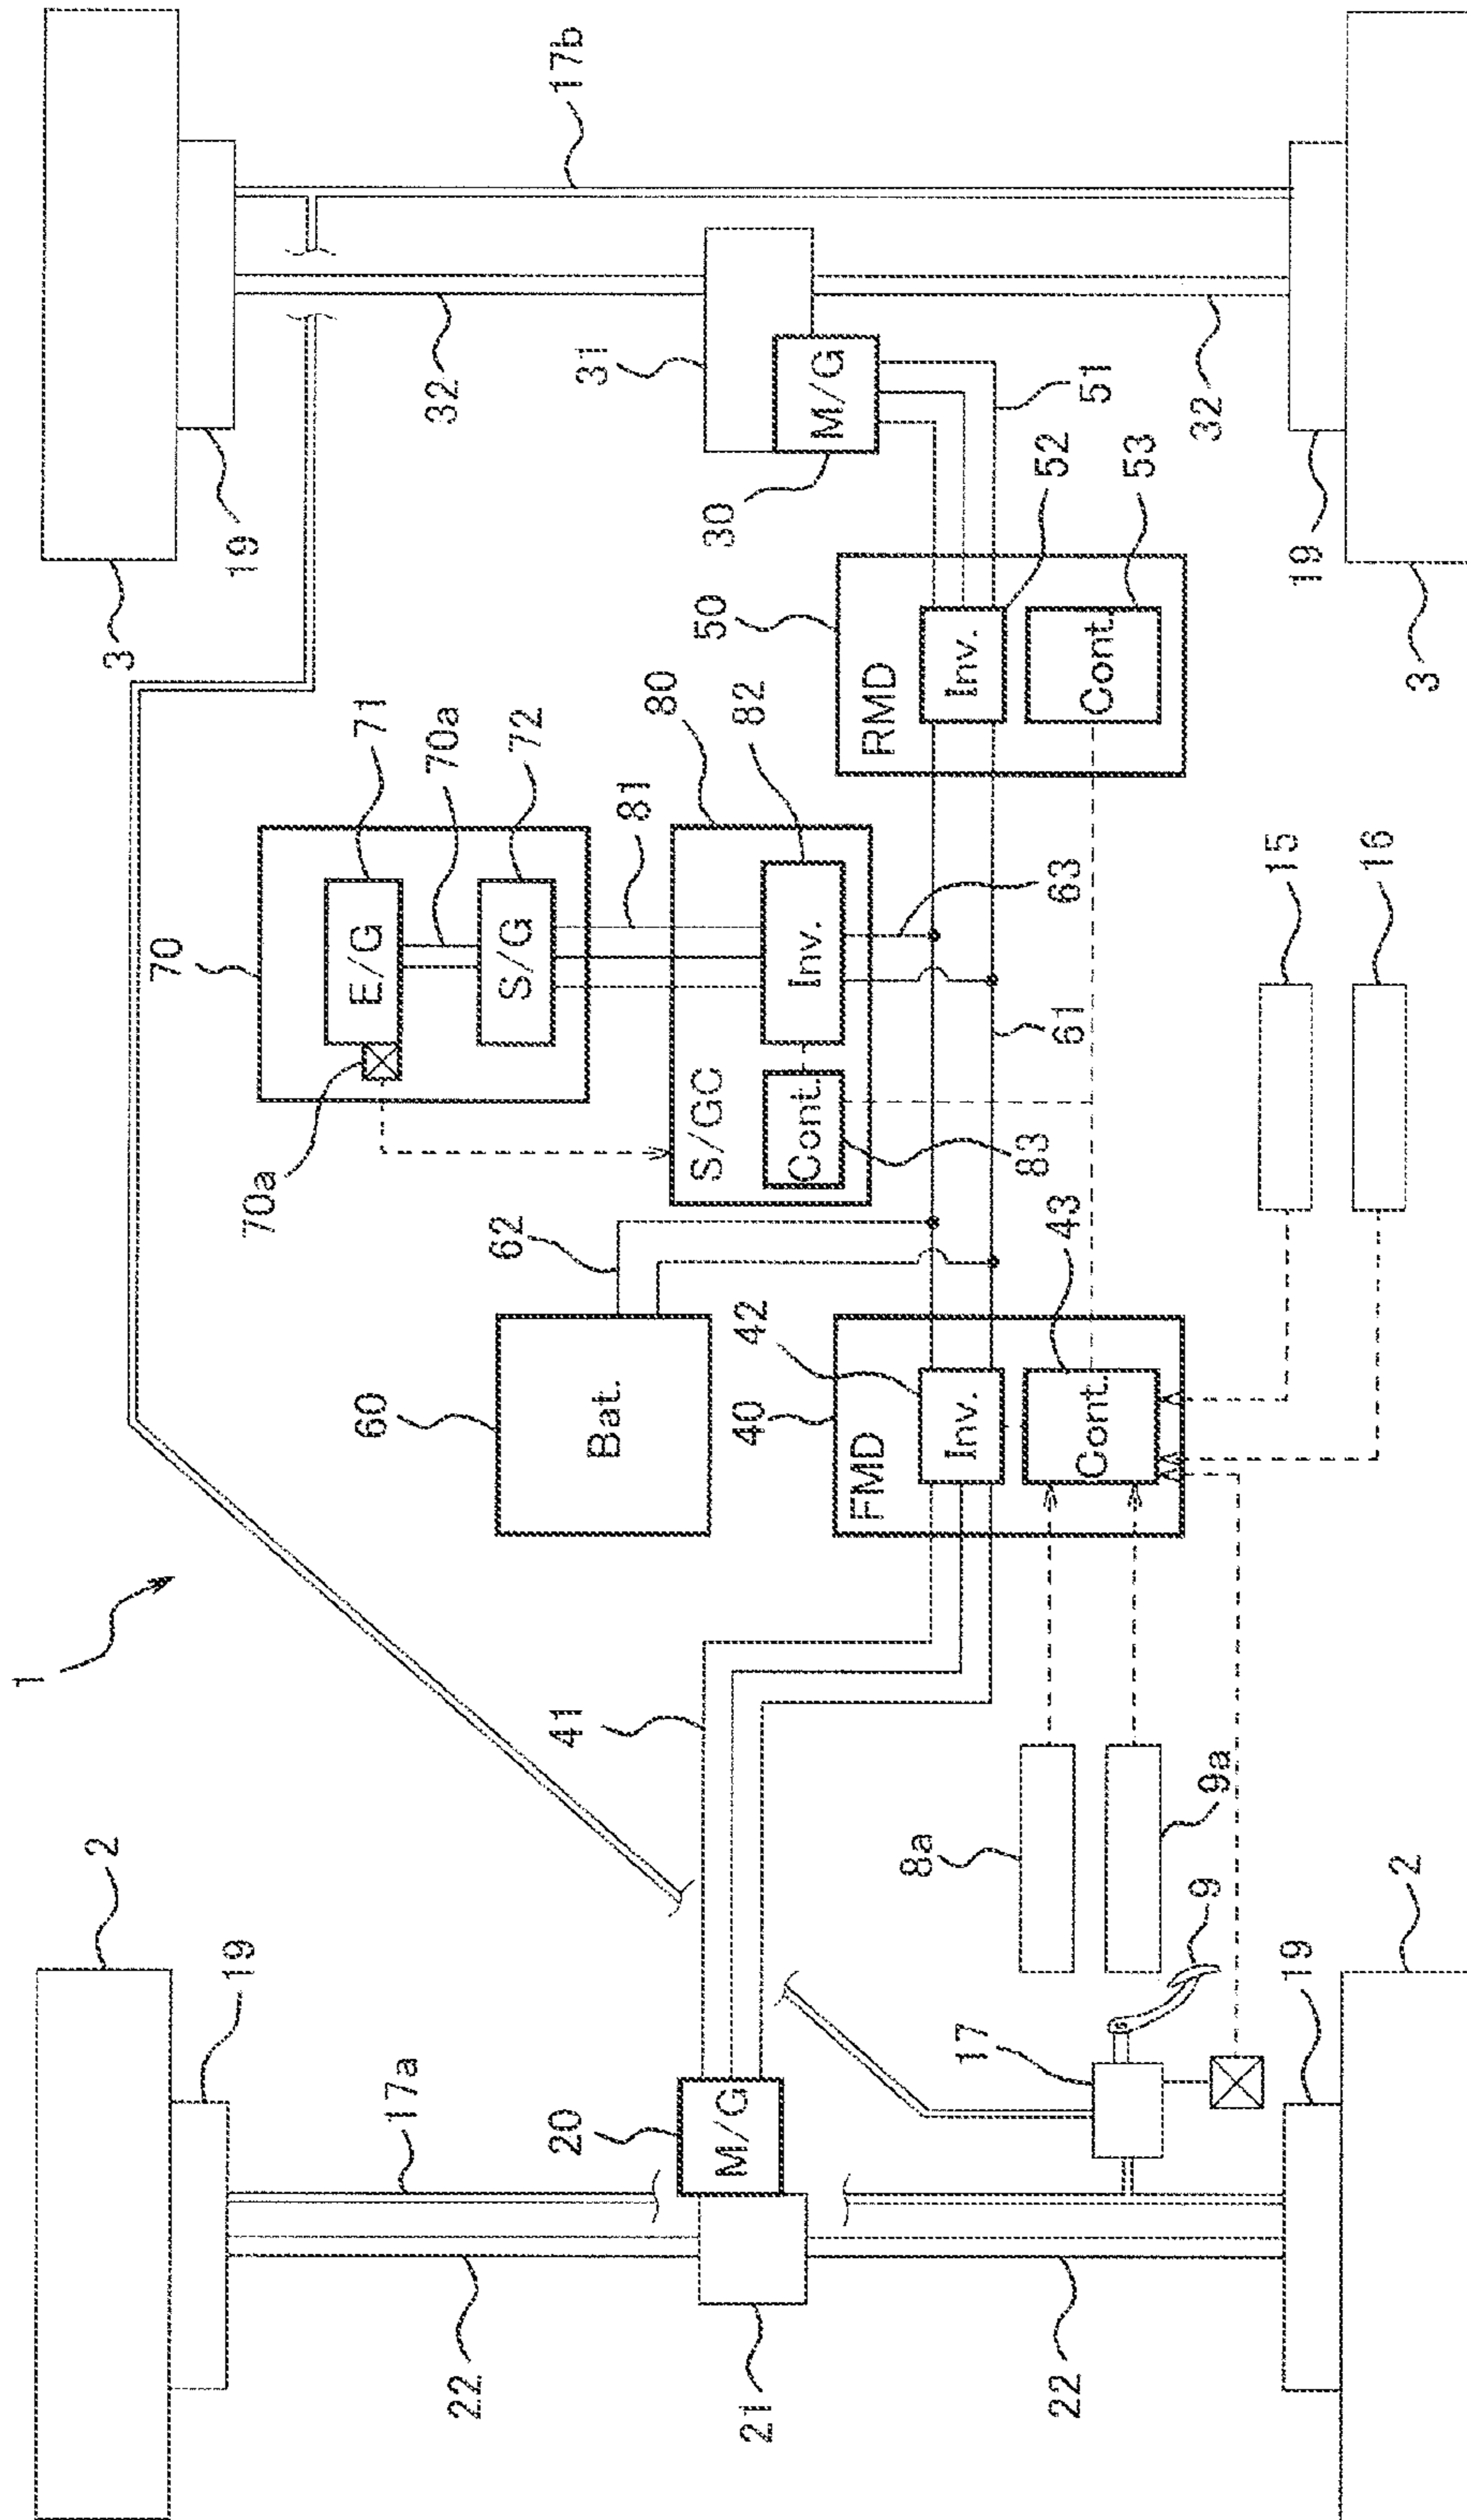 1
2
19
17a
22
21
20
M/G
41
22
17
9
19
2
8a
9a
60
Bat.
62
40
FMD
42
Inv.
Cont.
43
70
70a
E/G
71
70a
S/G
72
81
S/GC
80
Inv.
82
Cont.
83
63
61
15
16
50
RMD
Inv.
52
Cont.
53
30
M/G
31
51
32
32
17b
3
19
19
3